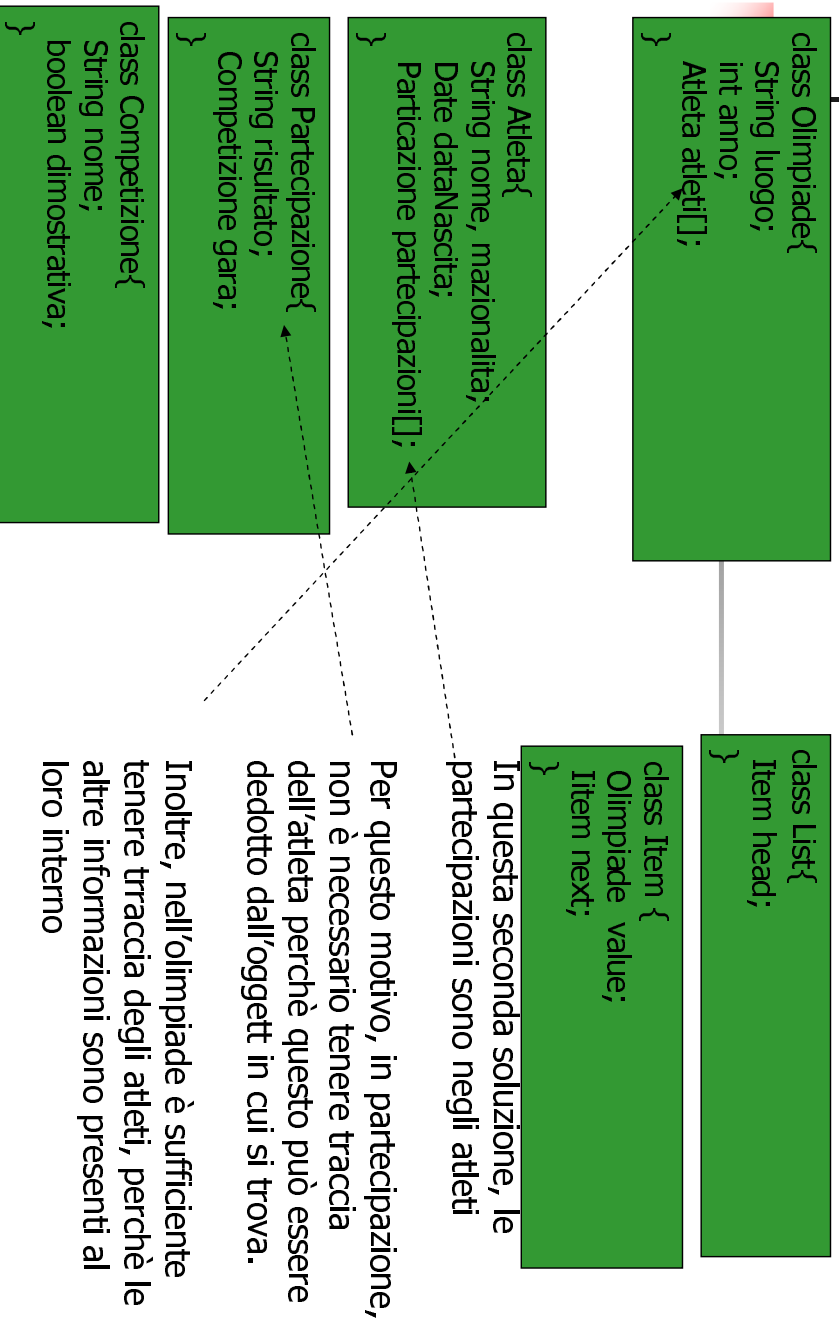 class Olimpiade{
String luogo;
int anno;
Atleta atleti[];
}
class Atleta{
String nome, mazionalita;
Date dataNascita;
Particazione partecipazioni[];
}
class Partecipazione{
String risultato;
Competizione gara;
}
class Competizione{
String nome;
boolean dimostrativa;
}
class List{
Item head;
}
class Item {
Olimpiade value;
Iitem next;
}
In questa seconda soluzione, le
partecipazioni sono negli atleti
Per questo motivo, in partecipazione,
non è necessario tenere traccia
dell’atleta perchè questo può essere
dedotto dall’oggett in cui si trova.
Inoltre, nell’olimpiade è sufficiente
tenere trraccia degli atleti, perchè le
altre informazioni sono presenti al
loro interno